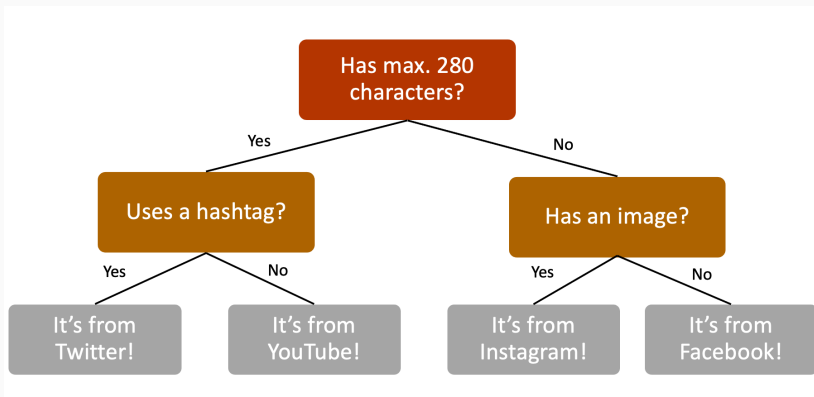 Has max. 280
characters?
Yes
No
Uses a hashtag?
Has an image?
Yes
No
Yes
No
It’s from
Twitter!
It’s from
YouTube!
It’s from
Instagram!
It’s from
Facebook!